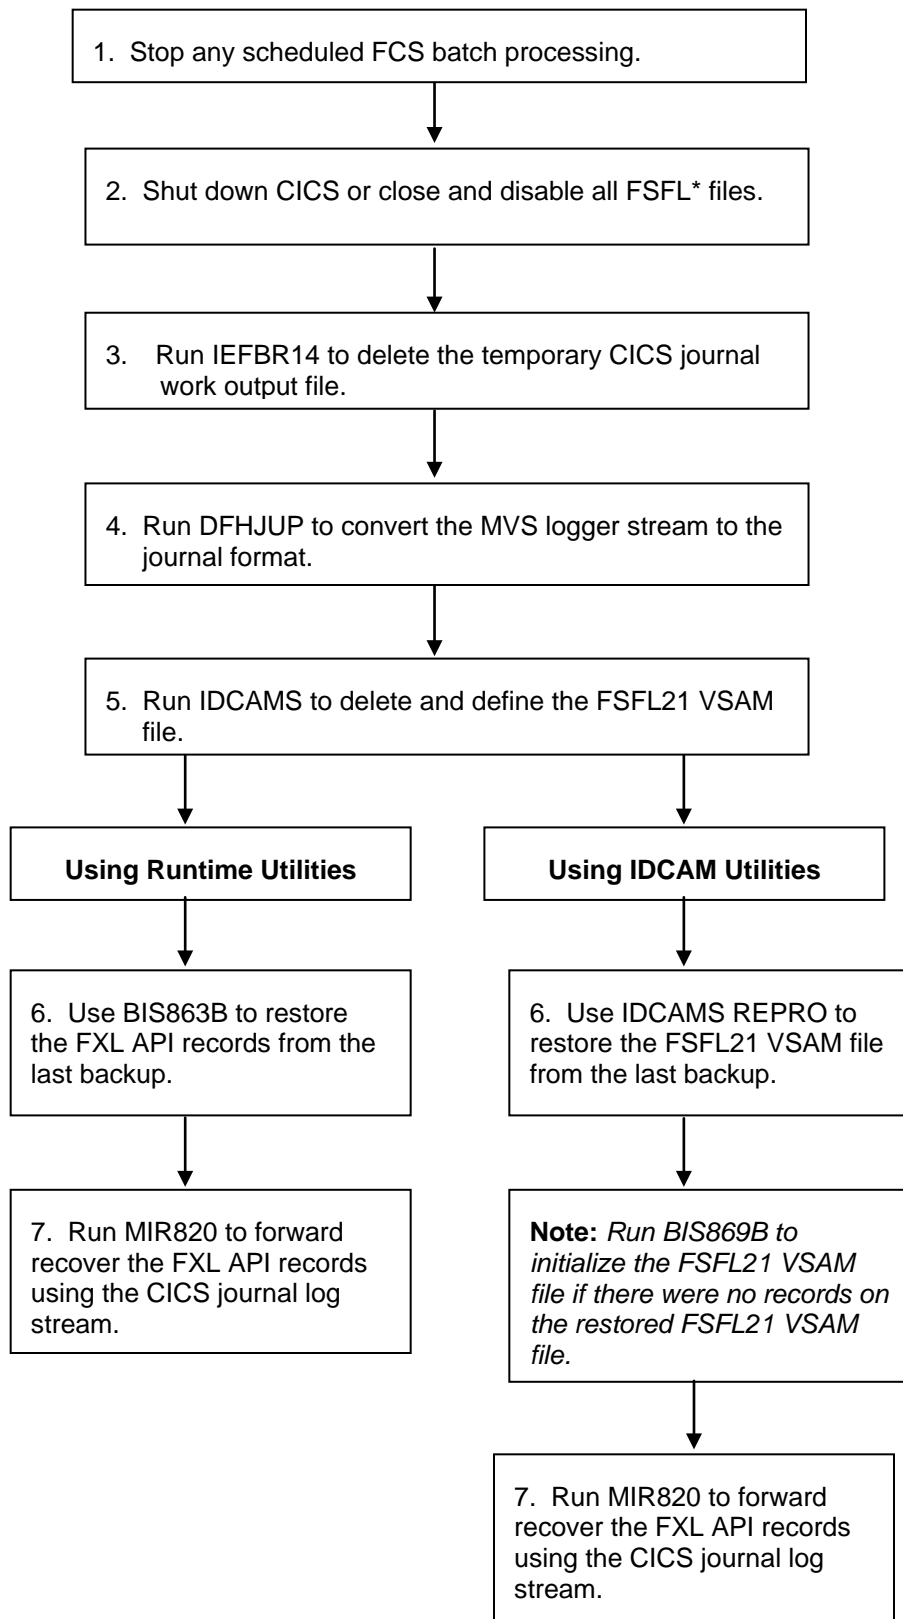 1. Stop any scheduled FCS batch processing.
2. Shut down CICS or close and disable all FSFL* files.
3. Run IEFBR14 to delete the temporary CICS journal
work output file.
4. Run DFHJUP to convert the MVS logger stream to the
journal format.
5. Run IDCAMS to delete and define the FSFL21 VSAM
file.
Using Runtime Utilities
6. Use BIS863B to restore
the FXL API records from the
last backup.
7. Run MIR820 to forward
recover the FXL API records
using the CICS journal log
stream.
Using IDCAM Utilities
6. Use IDCAMS REPRO to
restore the FSFL21 VSAM file
from the last backup.
Note: Run BIS869B to
initialize the FSFL21 VSAM
file if there were no records on
the restored FSFL21 VSAM
file.
7. Run MIR820 to forward
recover the FXL API records
using the CICS journal log
stream.